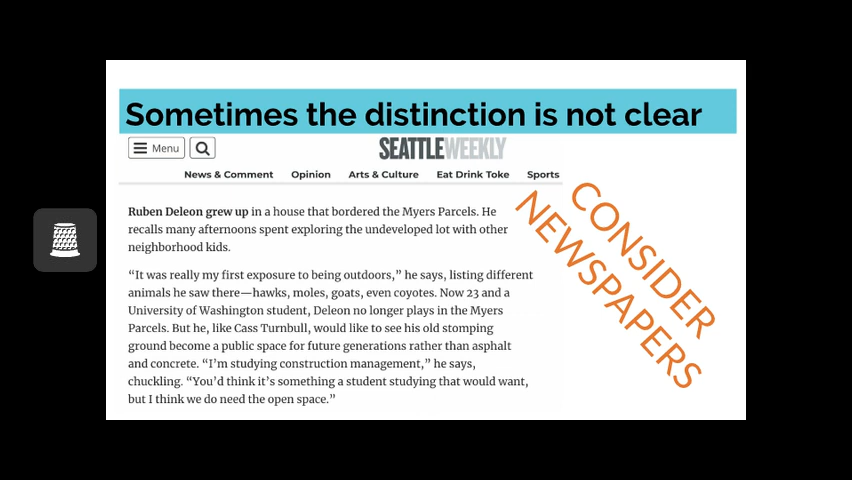 Sometimes the distinction is not clear
Menu
SEATTLEWEEKLY
News & Comment Opinion Arts & Culture Eat Drink Toke Sports
Ruben Deleon grew up in a house that bordered the Myers Parcels. He
recalls many afternoons spent exploring the undeveloped lot with other
neighborhood kids.
“It was really my first exposure to being outdoors,” he says, listing different
animals he saw there—hawks, moles, goats, even coyotes. Now 23 and a
University of Washington student, Deleon no longer plays in the Myers
Parcels. But he, like Cass Turnbull, would like to see his old stomping
ground become a public space for future generations rather than asphalt
and concrete. “I’m studying construction management,” he says,
chuckling. “You’d think it’s something a student studying that would want,
but I think we do need the open space.”
CONSIDER
NEWSPAPERS